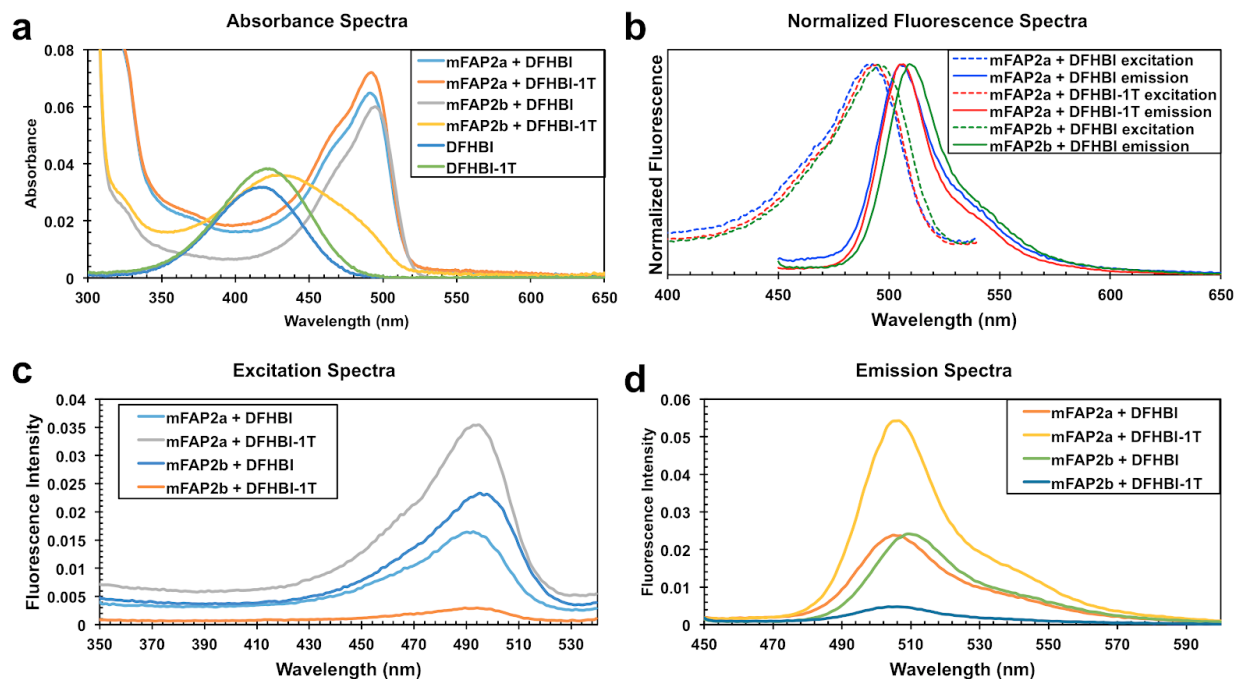 a
Absorbance Spectra
0.08
0.06
0.04
0.02
0
Absorbance
300 350 400 450 500 550 600 650
Wavelength (nm)
mFAP2a + DFHBI
mFAP2a + DFHBI-1T
mFAP2b + DFHBI
mFAP2b + DFHBI-1T
DFHBI
DFHBI-1T
b
Normalized Fluorescence Spectra
Normalized Fluorescence
400 450 500 550 600 650
Wavelength (nm)
mFAP2a + DFHBI excitation
mFAP2a + DFHBI emission
mFAP2a + DFHBI-1T excitation
mFAP2a + DFHBI-1T emission
mFAP2b + DFHBI excitation
mFAP2b + DFHBI emission
c
Excitation Spectra
0.04
0.035
0.03
0.025
0.02
0.015
0.01
0.005
0
Fluorescence Intensity
350 370 390 410 430 450 470 490 510 530
Wavelength (nm)
mFAP2a + DFHBI
mFAP2a + DFHBI-1T
mFAP2b + DFHBI
mFAP2b + DFHBI-1T
d
Emission Spectra
0.06
0.05
0.04
0.03
0.02
0.01
0
Fluorescence Intensity
450 470 490 510 530 550 570 590
Wavelength (nm)
mFAP2a + DFHBI
mFAP2a + DFHBI-1T
mFAP2b + DFHBI
mFAP2b + DFHBI-1T